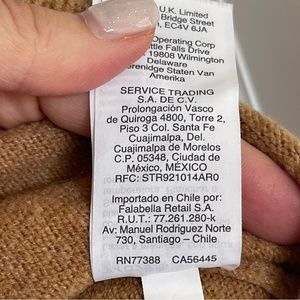 U.K. Limited
Bridge Street
EC4V 6JA
Operating Corp
Little Falls Drive
19808 Wilmington
Delaware
Verenidge Staten Van
Amerika
SERVICE TRADING
S.A. DE C.V.
Prolongación Vasco
de Quiroga 4800, Torre 2,
Piso 3 Col. Santa Fe
Cuajimalpa, Del.
Cuajimalpa de Morelos
C.P. 05348, Ciudad de
México, MÉXICO
RFC: STR921014AR0
Importado en Chile por:
Falabella Retail S.A.
R.U.T.: 77.261.280-k
Av: Manuel Rodriguez Norte
730, Santiago – Chile
RN77388 CA56445